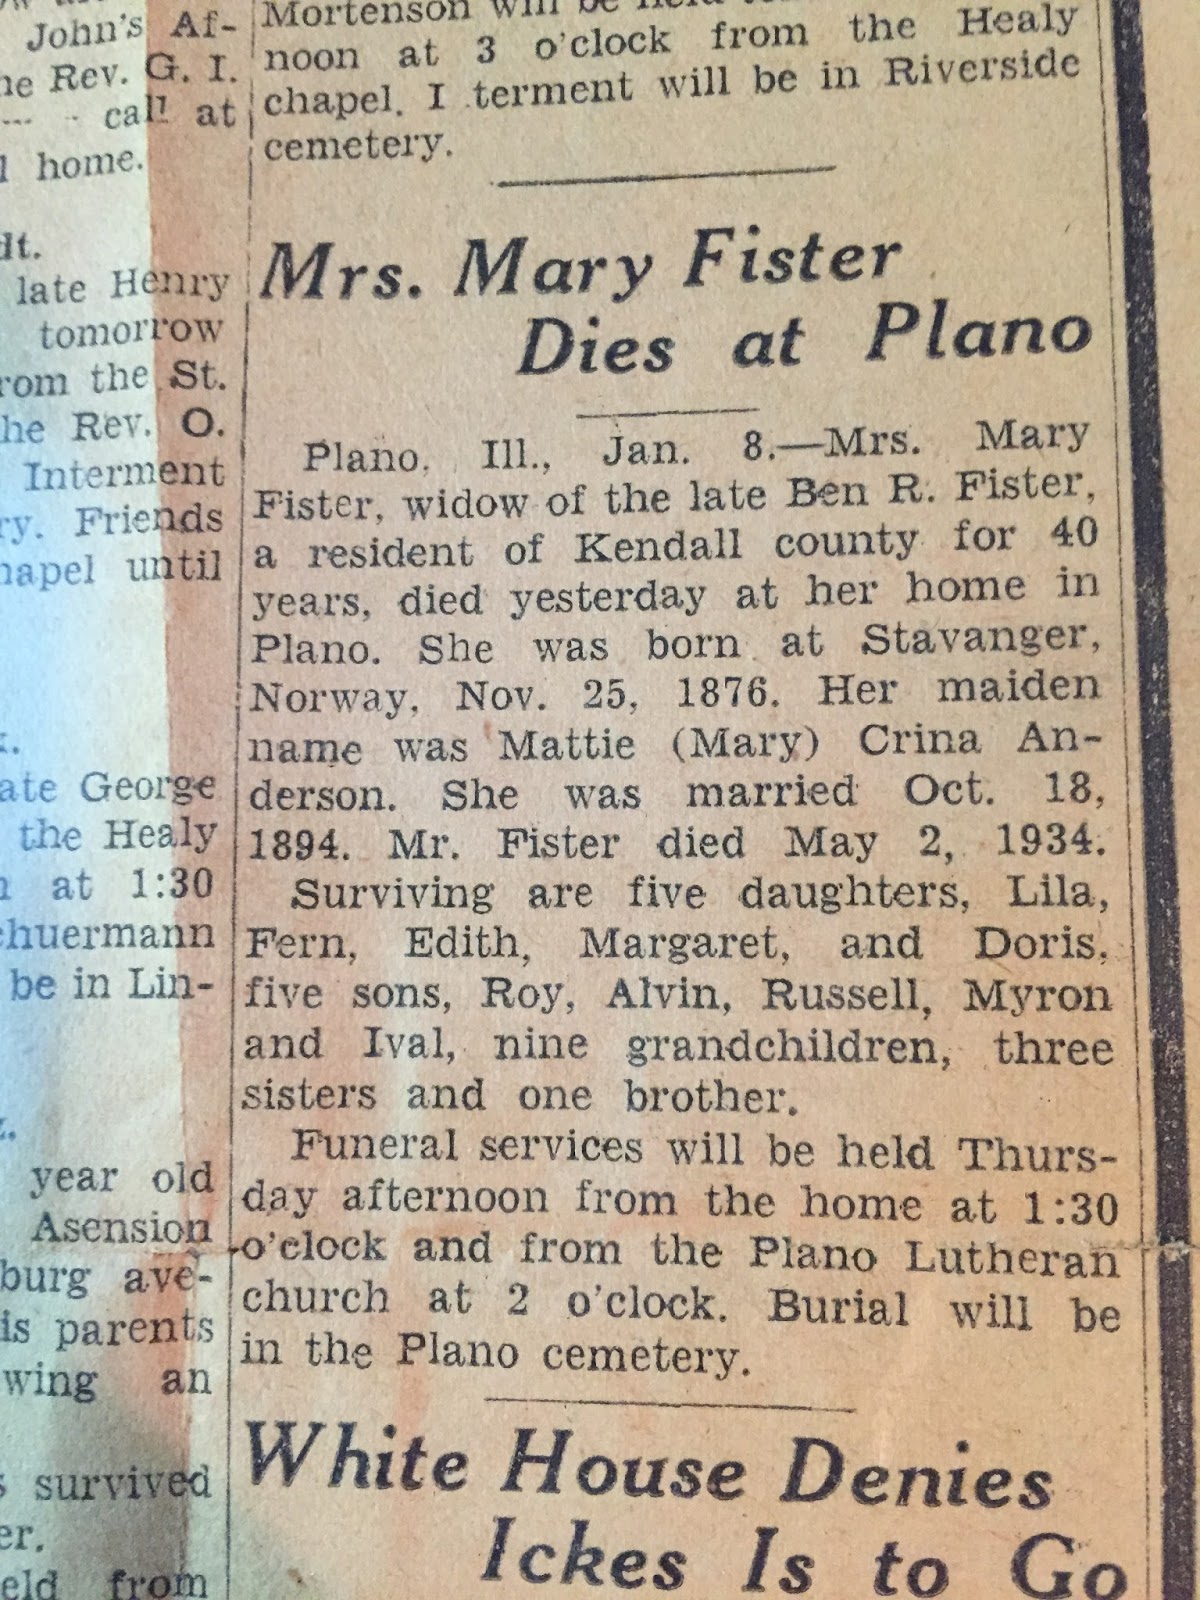 John's Af-
he Rev. G. I.
call at
l home.
dt.
late Henry
tomorrow
rom the St.
he Rev. O.
Interment
ry. Friends
hapel until
ate George
the Healy
at 1:30
chuermann
be in Lin-
year old
Asension
burg ave-
is parents
wing an
s survived
er.
eld from
Mortenson will be held
noon at 3 o'clock from the Healy
chapel. I terment will be in Riverside
cemetery.
Mrs. Mary Fister
Dies at Plano
Plano, Ill., Jan. 8.—Mrs. Mary
Fister, widow of the late Ben R. Fister,
a resident of Kendall county for 40
years, died yesterday at her home in
Plano. She was born at Stavanger,
Norway, Nov. 25, 1876. Her maiden
name was Mattie (Mary) Crina An-
derson. She was married Oct. 18,
1894. Mr. Fister died May 2, 1934.
Surviving are five daughters, Lila,
Fern, Edith, Margaret, and Doris,
five sons, Roy, Alvin, Russell, Myron
and Ival, nine grandchildren, three
sisters and one brother.
Funeral services will be held Thurs-
day afternoon from the home at 1:30
o'clock and from the Plano Lutheran
church at 2 o'clock. Burial will be
in the Plano cemetery.
White House Denies
Ickes Is to Go